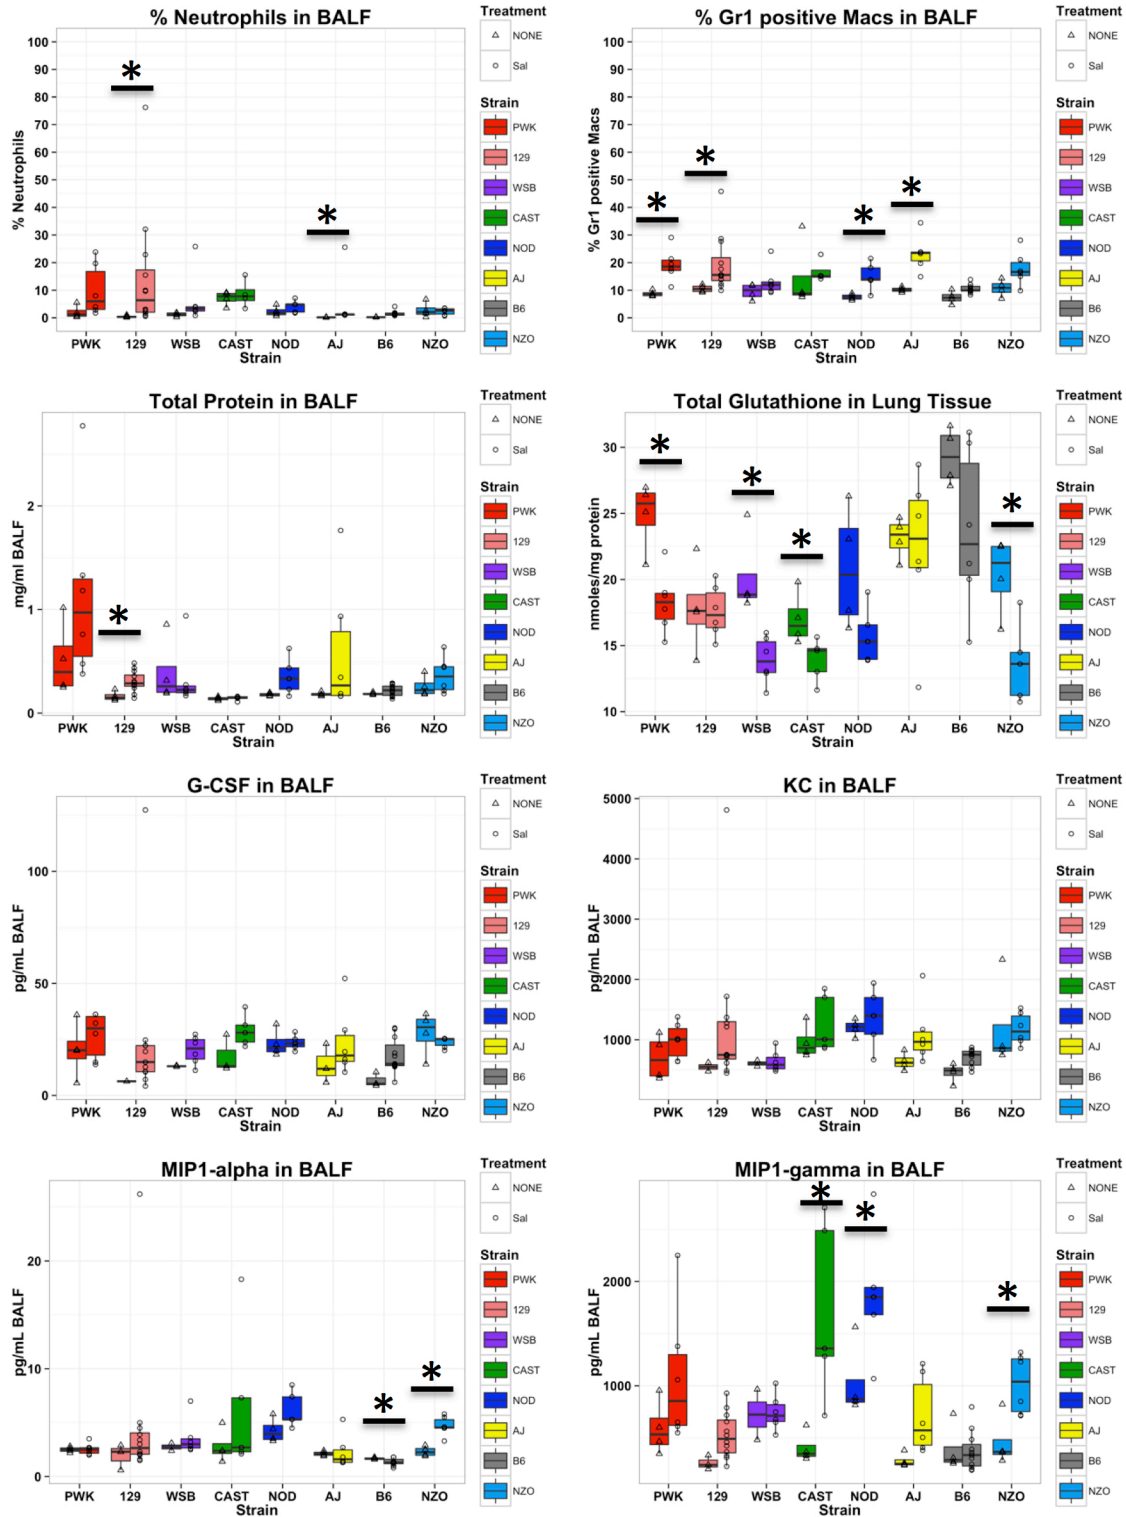 % Neutrophils in BALF
% Neutrophils
100
90
80
70
60
50
40
30
20
10
0
*
*
PWK 129 WSB CAST NOD AJ B6 NZO
Strain
Treatment
NONE
Sal
Strain
PWK
129
WSB
CAST
NOD
AJ
B6
NZO
% Gr1 positive Macs in BALF
% Gr1 positive Macs
100
90
80
70
60
50
40
30
20
10
0
*
*
*
*
PWK 129 WSB CAST NOD AJ B6 NZO
Strain
Treatment
NONE
Sal
Strain
PWK
129
WSB
CAST
NOD
AJ
B6
NZO
Total Protein in BALF
mg/ml BALF
2
1
0
*
PWK 129 WSB CAST NOD AJ B6 NZO
Strain
Treatment
NONE
Sal
Strain
PWK
129
WSB
CAST
NOD
AJ
B6
NZO
Total Glutathione in Lung Tissue
nmoles/mg protein
30
25
20
15
10
*
*
*
*
PWK 129 WSB CAST NOD AJ B6 NZO
Strain
Treatment
NONE
Sal
Strain
PWK
129
WSB
CAST
NOD
AJ
B6
NZO
G-CSF in BALF
pg/mL BALF
100
50
0
PWK 129 WSB CAST NOD AJ B6 NZO
Strain
Treatment
NONE
Sal
Strain
PWK
129
WSB
CAST
NOD
AJ
B6
NZO
KC in BALF
pg/mL BALF
5000
4000
3000
2000
1000
PWK 129 WSB CAST NOD AJ B6 NZO
Strain
Treatment
NONE
Sal
Strain
PWK
129
WSB
CAST
NOD
AJ
B6
NZO
MIP1-alpha in BALF
pg/mL BALF
20
10
0
*
*
PWK 129 WSB CAST NOD AJ B6 NZO
Strain
Treatment
NONE
Sal
Strain
PWK
129
WSB
CAST
NOD
AJ
B6
NZO
MIP1-gamma in BALF
pg/mL BALF
2000
1000
*
*
*
PWK 129 WSB CAST NOD AJ B6 NZO
Strain
Treatment
NONE
Sal
Strain
PWK
129
WSB
CAST
NOD
AJ
B6
NZO